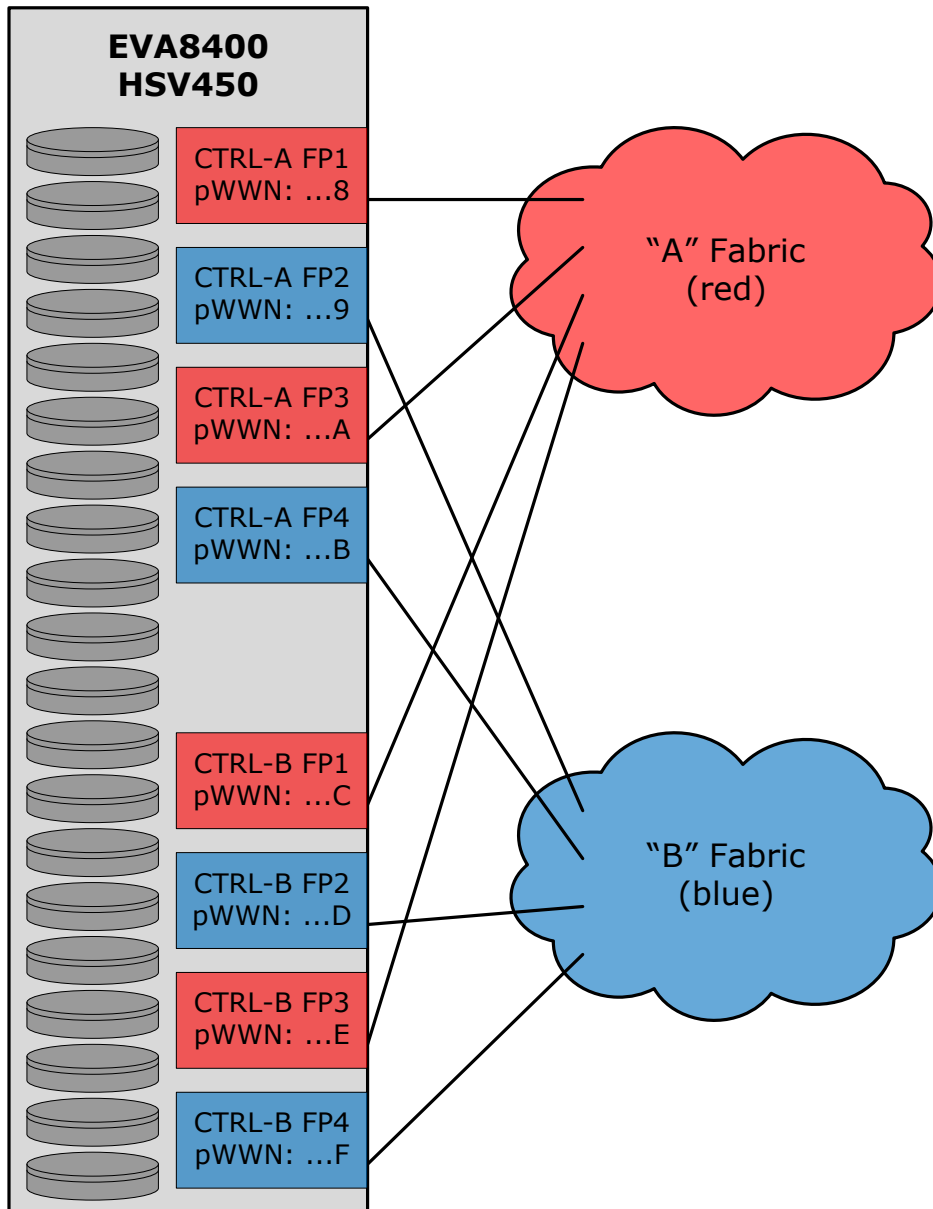 EVA8400
HSV450
CTRL-A FP1
pWWN: ...8
CTRL-A FP2
pWWN: ...9
CTRL-A FP3
pWWN: ...A
CTRL-A FP4
pWWN: ...B
CTRL-B FP1
pWWN: ...C
CTRL-B FP2
pWWN: ...D
CTRL-B FP3
pWWN: ...E
CTRL-B FP4
pWWN: ...F
“A” Fabric
(red)
“B” Fabric
(blue)